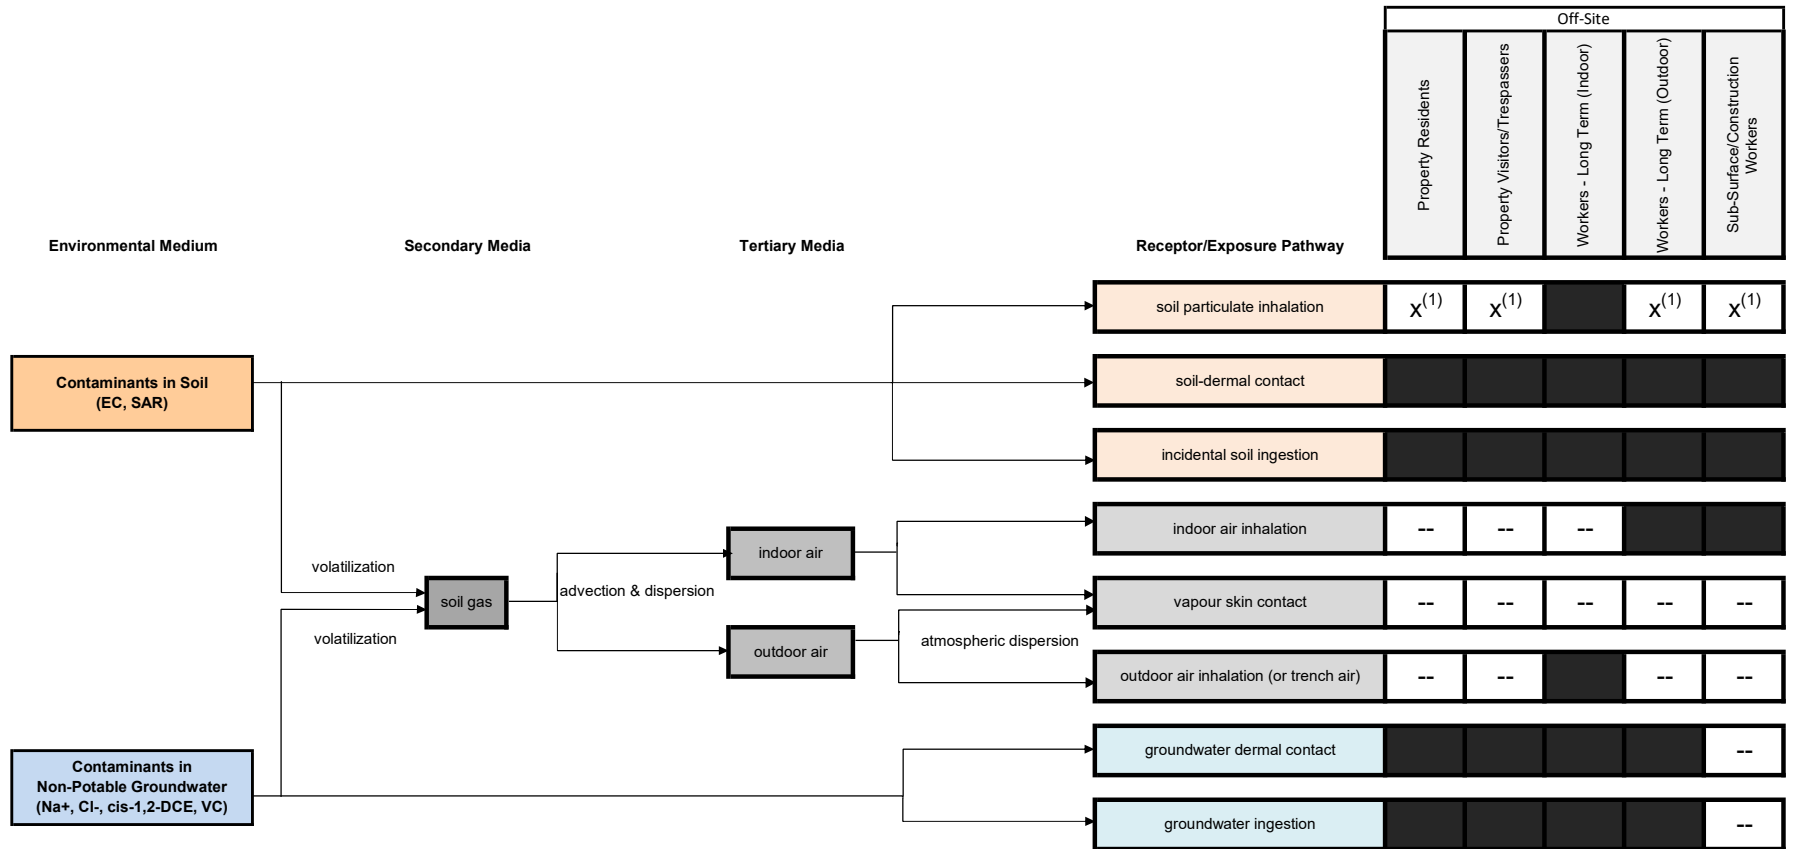 Off-Site
Property Residents
Property Visitors/Trespassers
Workers - Long Term (Indoor)
Workers - Long Term (Outdoor)
Sub-Surface/Construction
Workers
Environmental Medium
Secondary Media
Tertiary Media
Receptor/Exposure Pathway
soil particulate inhalation
x(1)
x(1)
x(1)
x(1)
Contaminants in Soil
(EC, SAR)
soil-dermal contact
incidental soil ingestion
indoor air inhalation
--
--
--
indoor air
volatilization
soil gas
advection & dispersion
vapour skin contact
--
--
--
--
--
volatilization
outdoor air
atmospheric dispersion
outdoor air inhalation (or trench air)
--
--
--
--
groundwater dermal contact
--
Contaminants in
Non-Potable Groundwater
(Na+, Cl-, cis-1,2-DCE, VC)
groundwater ingestion
--